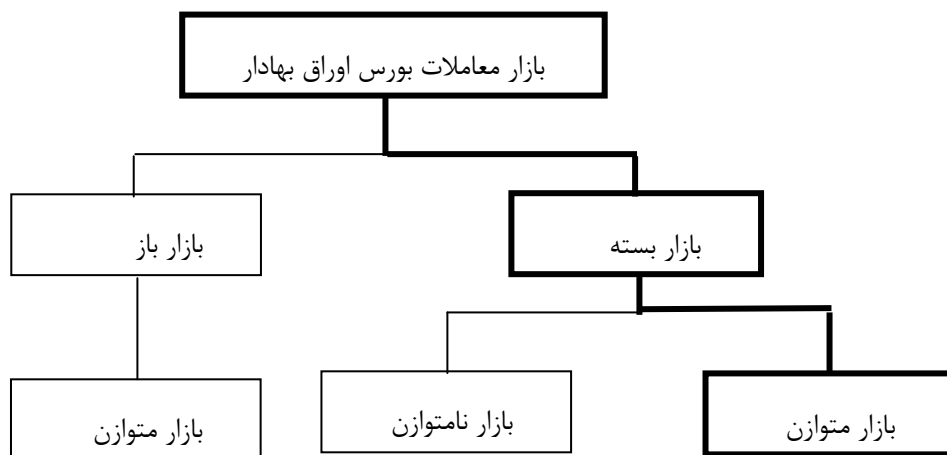 بازار معاملات بورس اوراق بهادار
بازار بسته
بازار باز
بازار متوازن
بازار نامتوازن
بازار متوازن